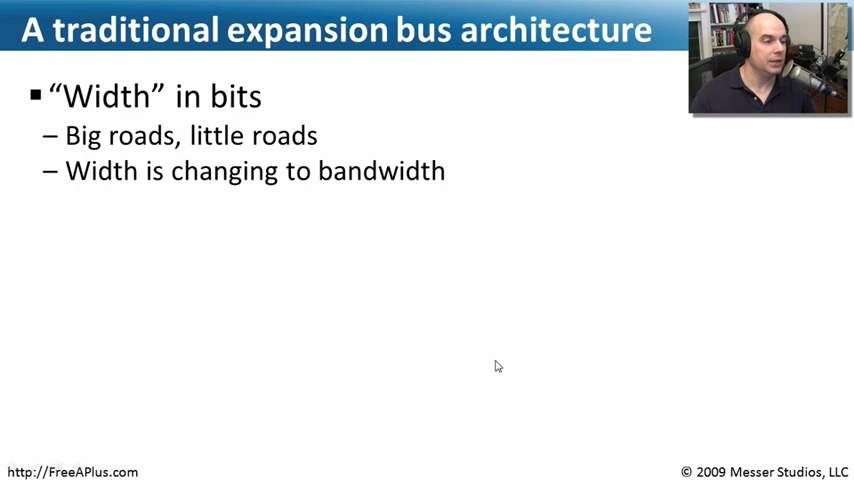 A traditional expansion bus architecture
▪ “Width” in bits
– Big roads, little roads
– Width is changing to bandwidth
http://FreeAPlus.com
© 2009 Messer Studios, LLC